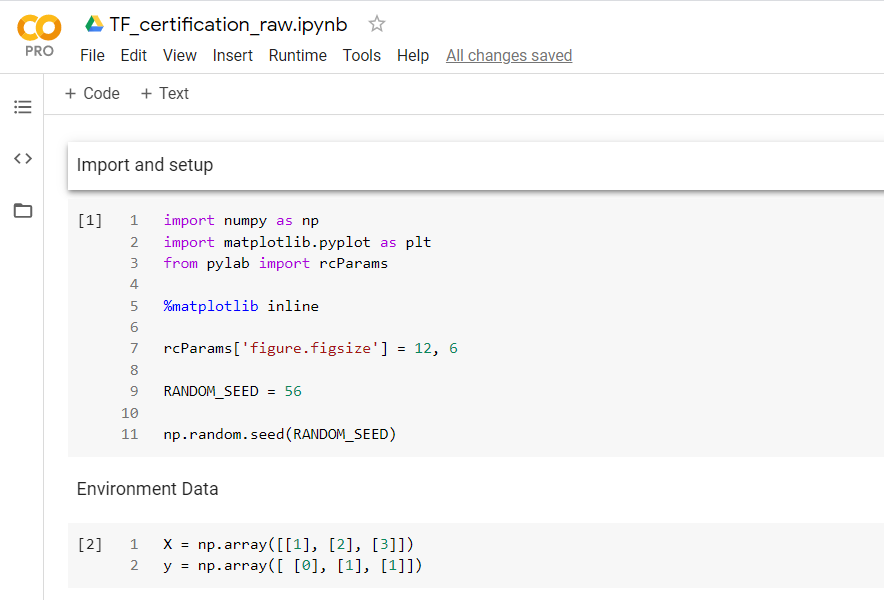 TF_certification_raw.ipynb
PRO
File Edit View Insert Runtime Tools Help All changes saved
+ Code + Text
Import and setup
[1] 1 import numpy as np
2 import matplotlib.pyplot as plt
3 from pylab import rcParams
4
5 %matplotlib inline
6
7 rcParams['figure.figsize'] = 12, 6
8
9 RANDOM_SEED = 56
10
11 np.random.seed(RANDOM_SEED)
Environment Data
[2] 1 X = np.array([[1], [2], [3]])
2 y = np.array([ [0], [1], [1]])